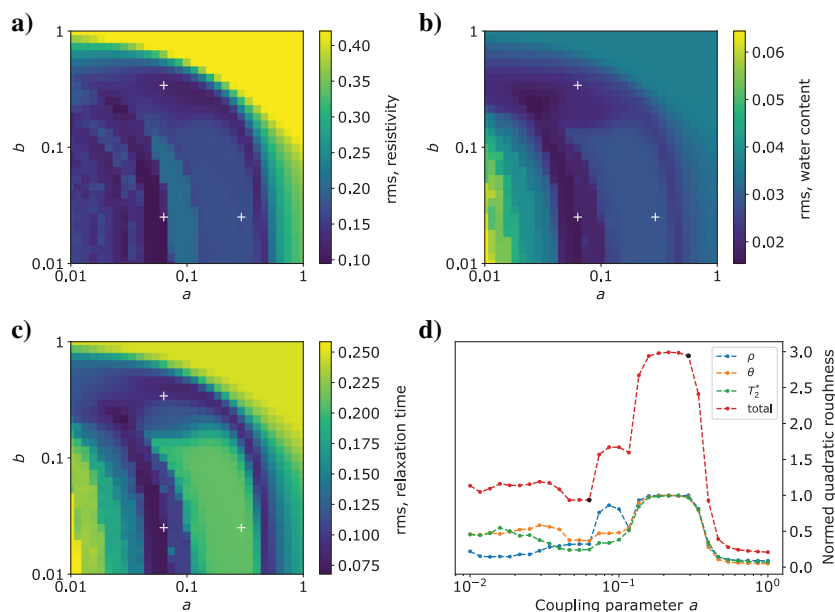 a)
1
0.1
0.01
b
0.01
0.1
1
a
0.40
0.35
0.30
0.25
0.20
0.15
0.10
rms, resistivity
b)
1
0.1
0.01
b
0.01
0.1
1
a
0.06
0.05
0.04
0.03
0.02
rms, water content
c)
1
0.1
0.01
b
0.01
0.1
1
a
0.250
0.225
0.200
0.175
0.150
0.125
0.100
0.075
rms, relaxation time
d)
ρ
θ
T₂*
total
3.0
2.5
2.0
1.5
1.0
0.5
0.0
Normed quadratic roughness
10⁻²
10⁻¹
10⁰
Coupling parameter a